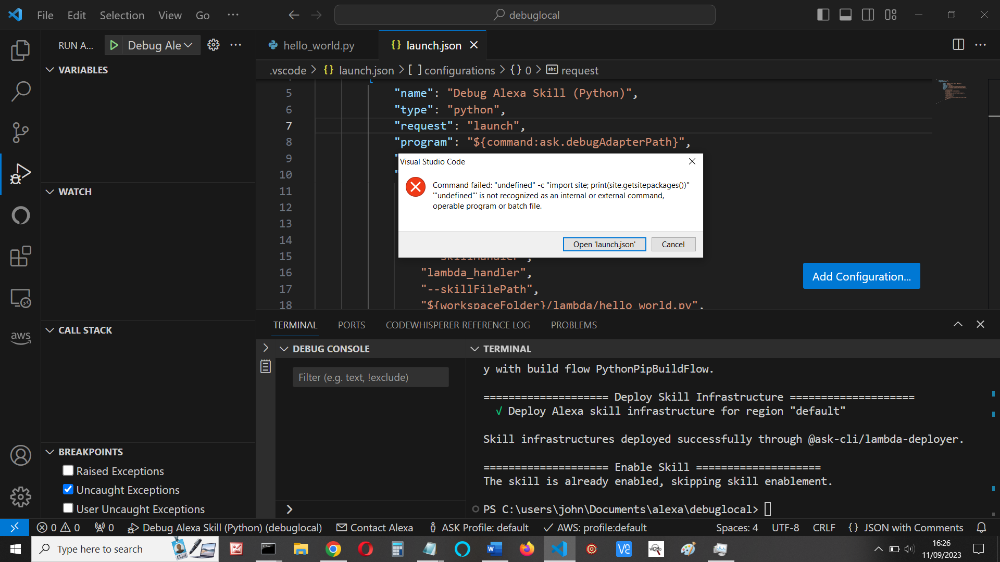 File Edit Selection View Go ···
debuglocal
RUN A... Debug Ale
hello_world.py
launch.json
.vscode > {} launch.json > [ ] configurations > {} 0 > abc request
VARIABLES
WATCH
CALL STACK
BREAKPOINTS
Raised Exceptions
Uncaught Exceptions
User Uncaught Exceptions
aws
{
5 "name": "Debug Alexa Skill (Python)",
6 "type": "python",
7 "request": "launch",
8 "program": "${command:ask.debugAdapterPath}",
9 "
10 "
11
12
13
14
15 skillHandler",
16 "lambda_handler",
17 "--skillFilePath",
18 "${workspaceFolder}/lambda/hello_world.py",
Visual Studio Code
Command failed: "undefined" -c "import site; print(site.getsitepackages())"
'"undefined"' is not recognized as an internal or external command,
operable program or batch file.
Open 'launch.json' Cancel
Add Configuration...
TERMINAL PORTS CODEWHISPERER REFERENCE LOG PROBLEMS
DEBUG CONSOLE
Filter (e.g. text, !exclude)
TERMINAL
y with build flow PythonPipBuildFlow.
==================== Deploy Skill Infrastructure ====================
√ Deploy Alexa skill infrastructure for region "default"
Skill infrastructures deployed successfully through @ask-cli/lambda-deployer.
==================== Enable Skill ====================
The skill is already enabled, skipping skill enablement.
PS C:\users\john\Documents\alexa\debuglocal>
0 0 0 Debug Alexa Skill (Python) (debuglocal) Contact Alexa ASK Profile: default AWS: profile:default Spaces: 4 UTF-8 CRLF {} JSON with Comments
Type here to search
W
VE
WORD
16:26
11/09/2023